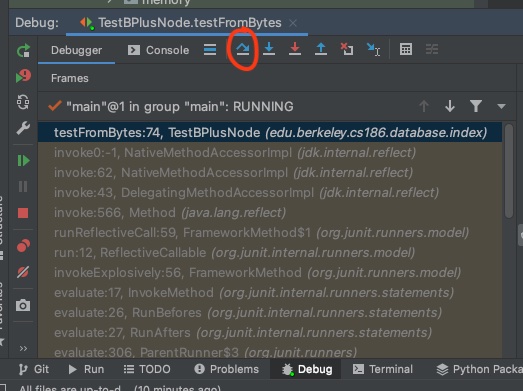 memory
Debug: TestBPlusNode.testFromBytes
Debugger Console
Frames
"main"@1 in group "main": RUNNING
testFromBytes:74, TestBPlusNode (edu.berkeley.cs186.database.index)
invoke0:-1, NativeMethodAccessorImpl (jdk.internal.reflect)
invoke:62, NativeMethodAccessorImpl (jdk.internal.reflect)
invoke:43, DelegatingMethodAccessorImpl (jdk.internal.reflect)
invoke:566, Method (java.lang.reflect)
runReflectiveCall:59, FrameworkMethod$1 (org.junit.runners.model)
run:12, ReflectiveCallable (org.junit.internal.runners.model)
invokeExplosively:56, FrameworkMethod (org.junit.runners.model)
evaluate:17, InvokeMethod (org.junit.internal.runners.statements)
evaluate:26, RunBefores (org.junit.internal.runners.statements)
evaluate:27, RunAfters (org.junit.internal.runners.statements)
evaluate:306, ParentRunner$3 (org.junit.runners)
Git Run TODO Problems Debug Terminal Python Packa
All files are up-to-d... (10 minutes ago)